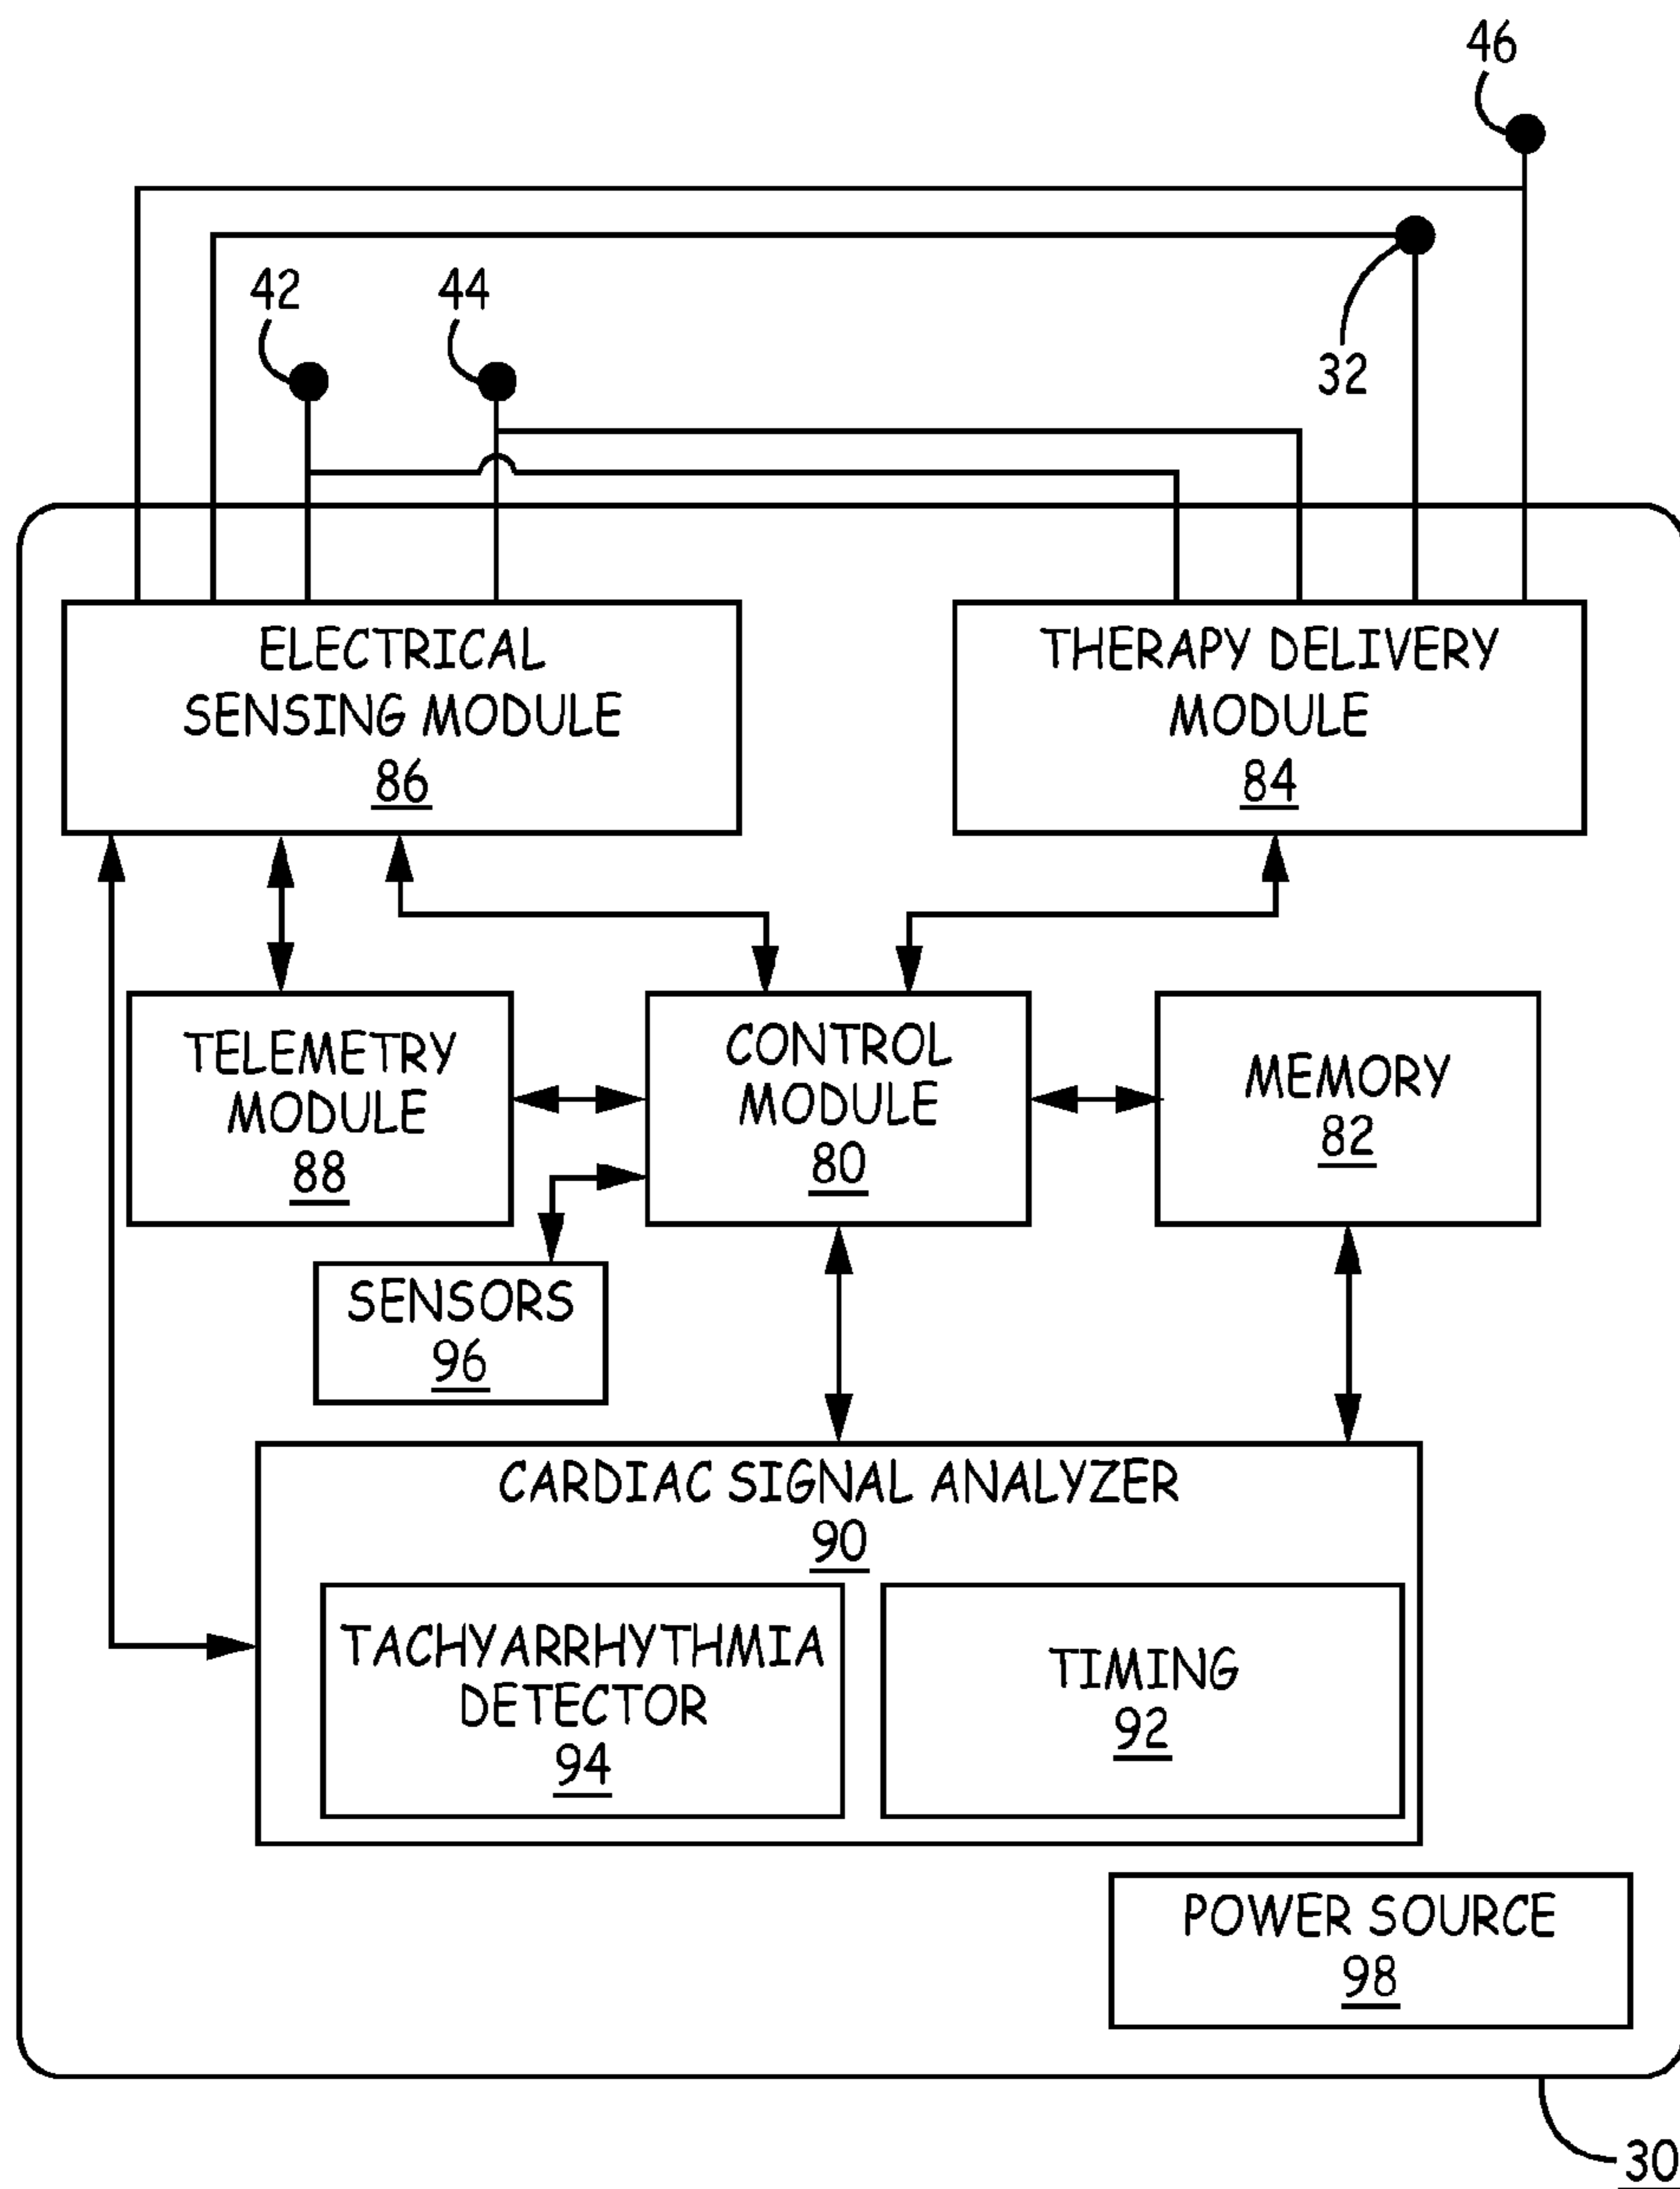 46
42
44
32
ELECTRICAL
SENSING MODULE
86
THERAPY DELIVERY
MODULE
84
TELEMETRY
MODULE
88
CONTROL
MODULE
80
MEMORY
82
SENSORS
96
CARDIAC SIGNAL ANALYZER
90
TACHYARRHYTHMIA
DETECTOR
94
TIMING
92
POWER SOURCE
98
30